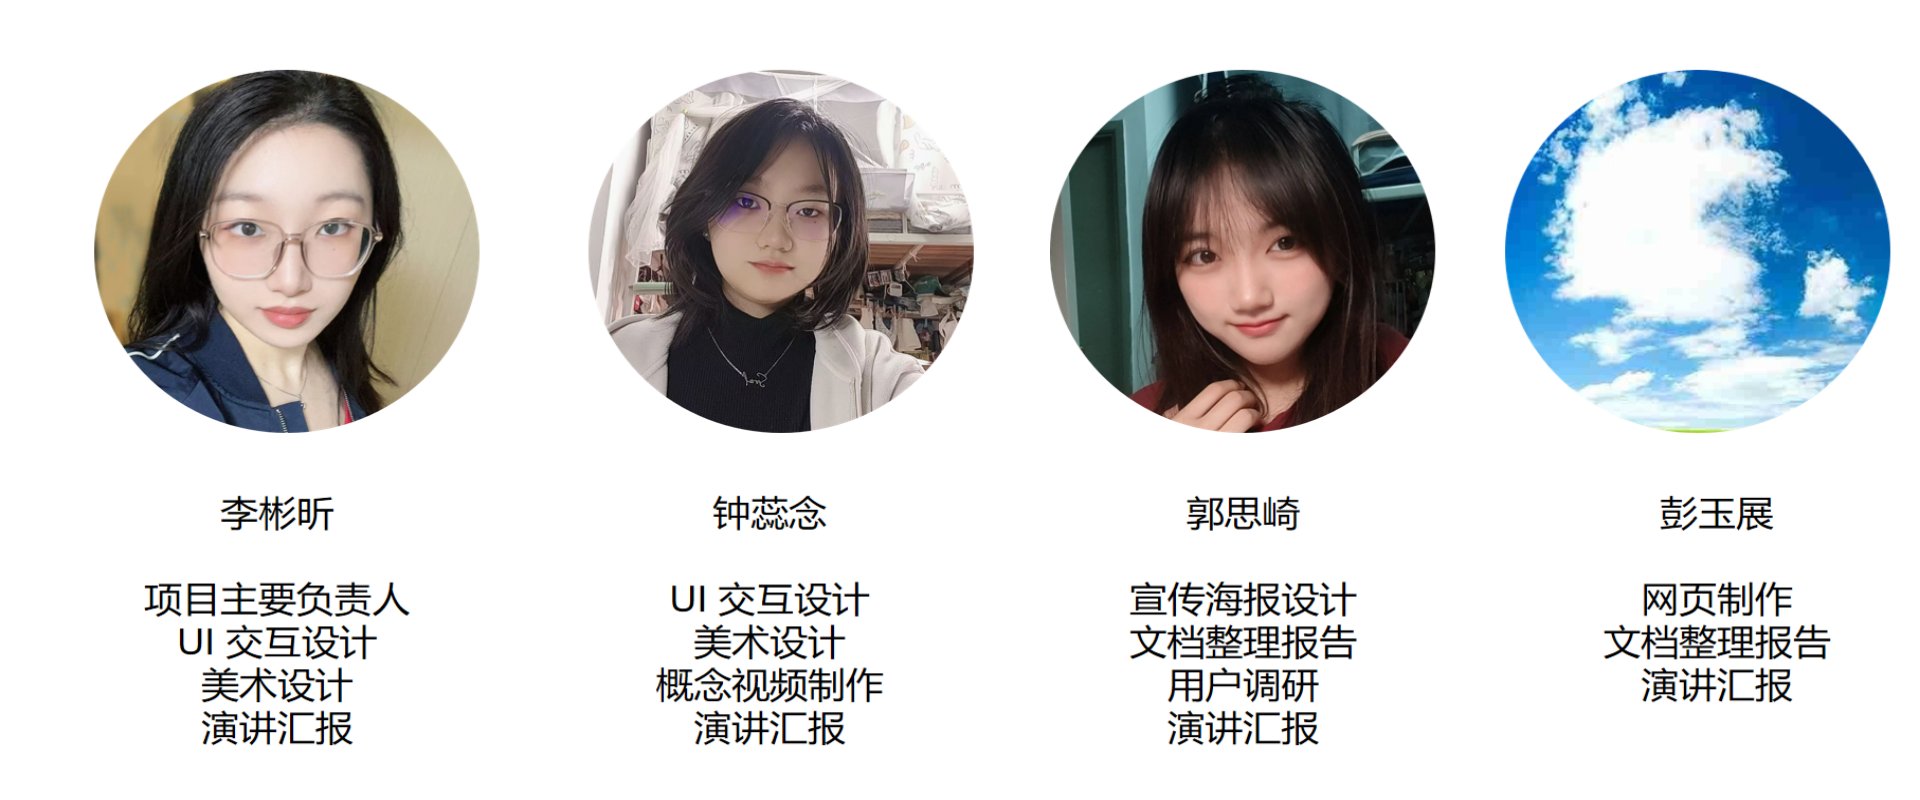 李彬昕
项目主要负责人
UI 交互设计
美术设计
演讲汇报
钟蕊念
UI 交互设计
美术设计
概念视频制作
演讲汇报
郭思崎
宣传海报设计
文档整理报告
用户调研
演讲汇报
彭玉展
网页制作
文档整理报告
演讲汇报